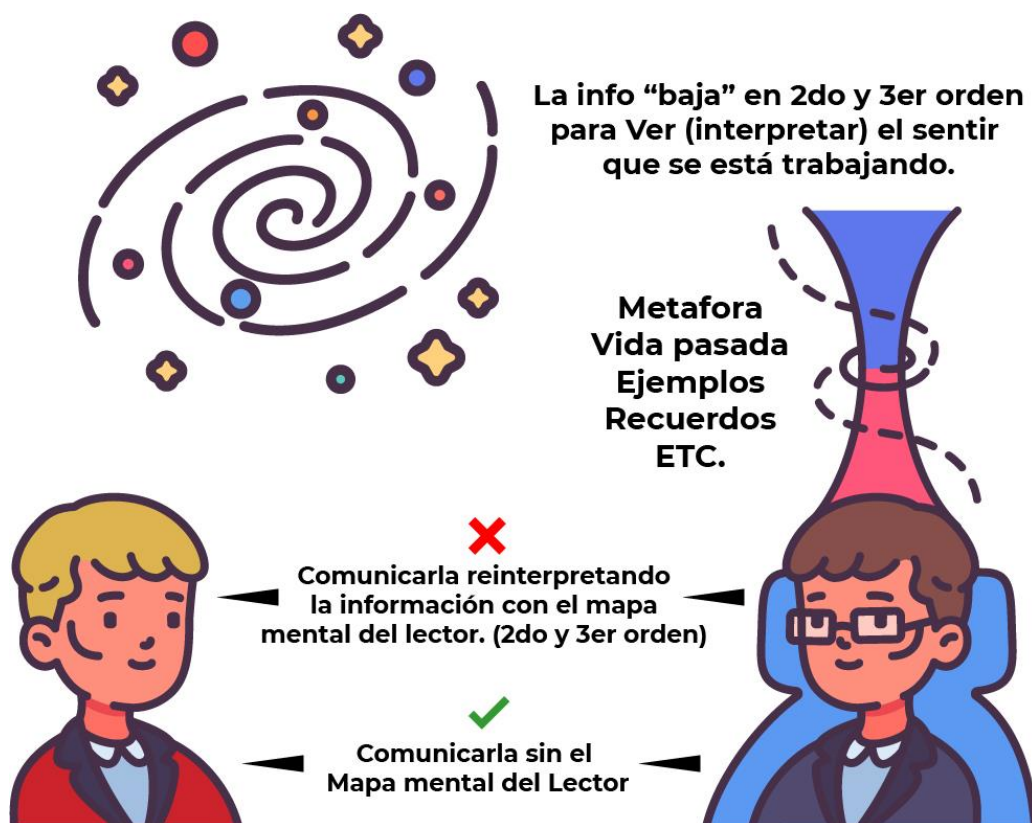 La info “baja” en 2do y 3er orden
para Ver (interpretar) el sentir
que se está trabajando.
Metafora
Vida pasada
Ejemplos
Recuerdos
ETC.
Comunicarla reinterpretando
la información con el mapa
mental del lector. (2do y 3er orden)
Comunicarla sin el
Mapa mental del Lector